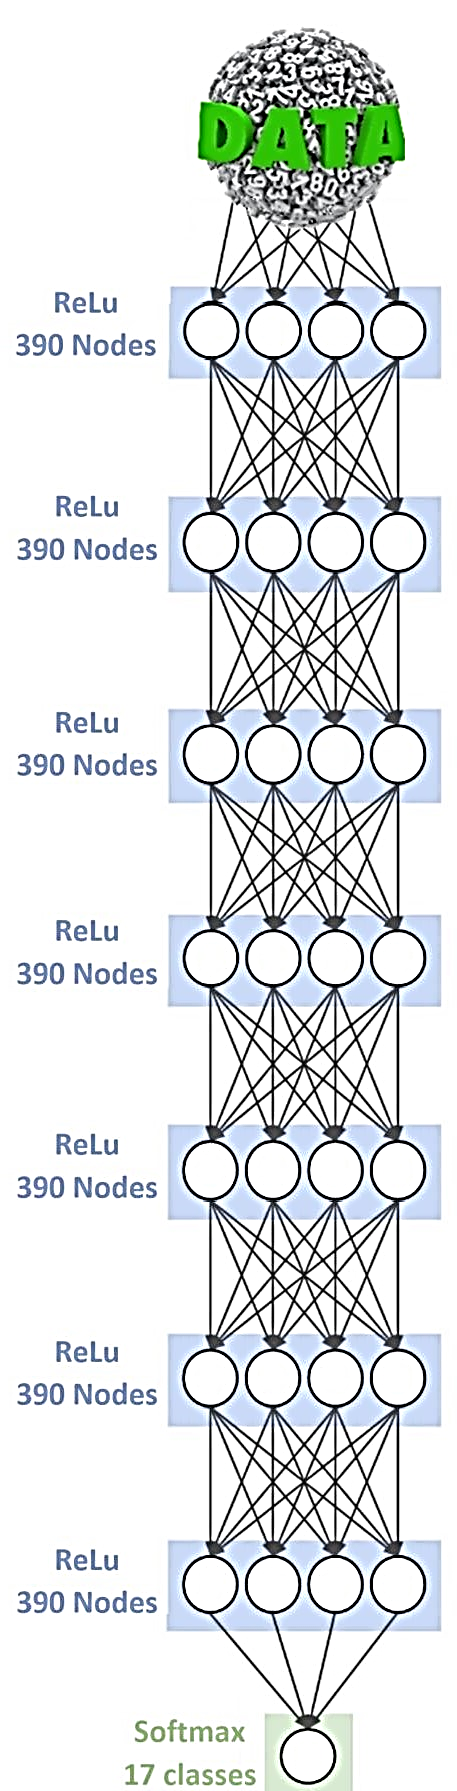 DATA
ReLu
390 Nodes
ReLu
390 Nodes
ReLu
390 Nodes
ReLu
390 Nodes
ReLu
390 Nodes
ReLu
390 Nodes
ReLu
390 Nodes
Softmax
17 classes